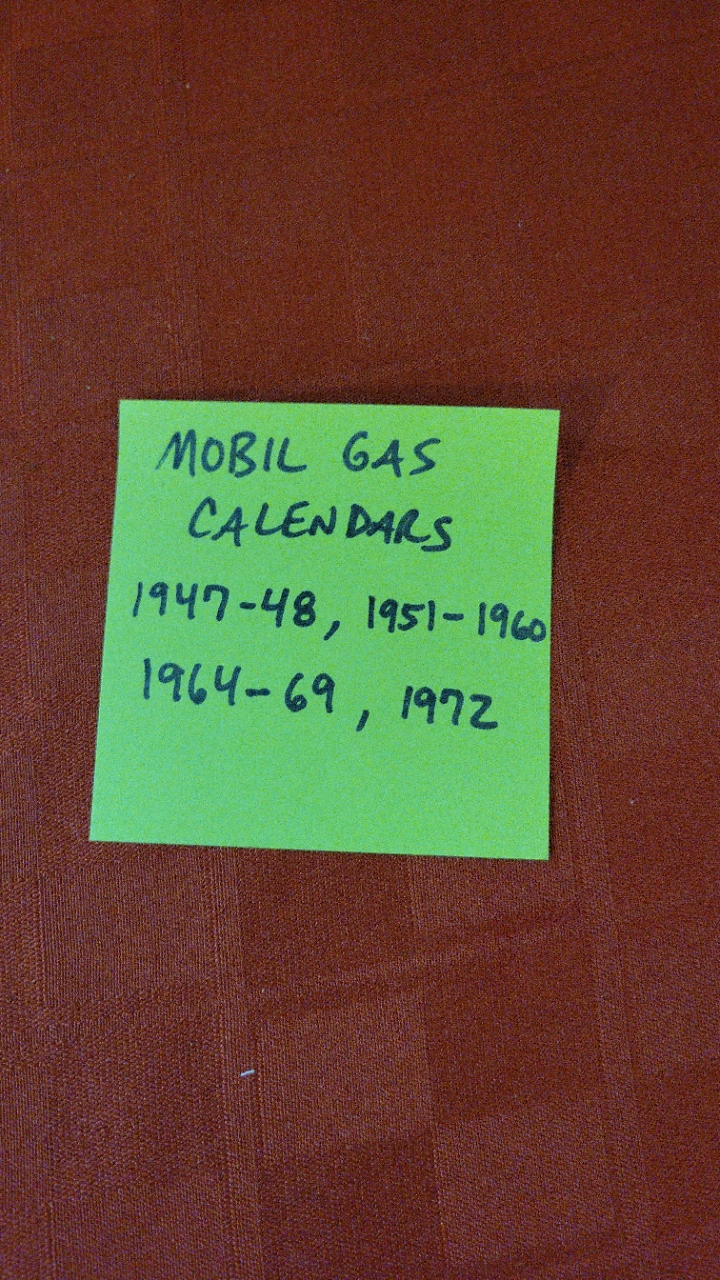 MOBIL GAS
CALENDARS
1947-48, 1951-1960
1964-69, 1972